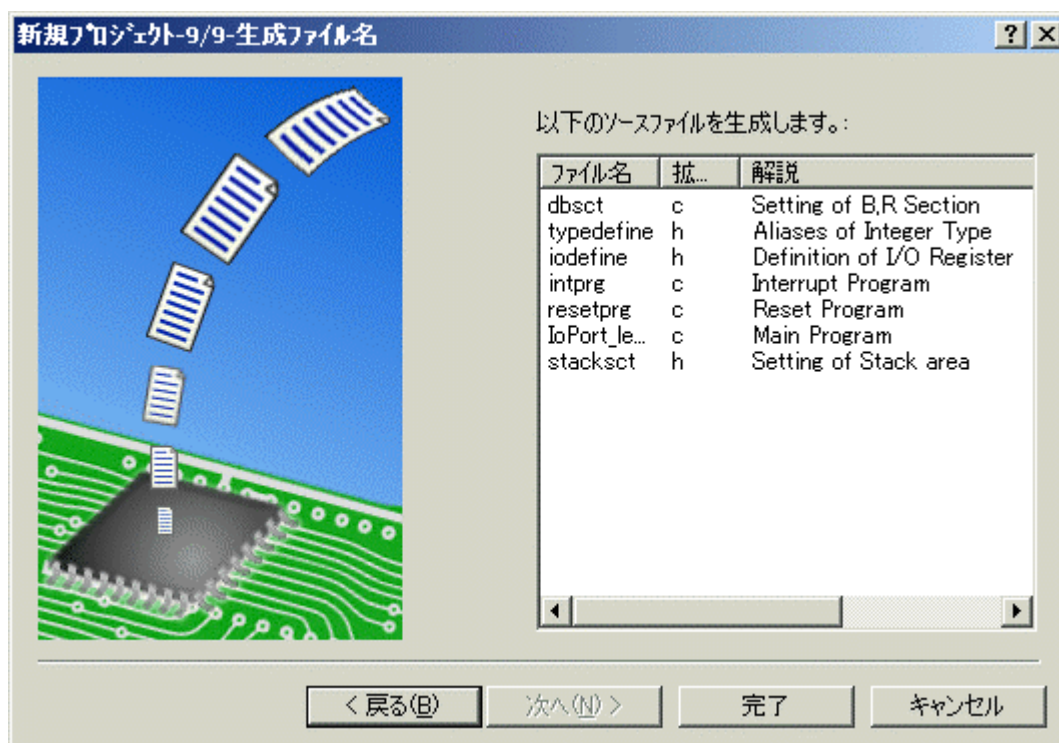 新規プロジェクト-9/9-生成ファイル名
以下のソースファイルを生成します。:
ファイル名 拡... 解説
dbsct c Setting of B,R Section
typedefine h Aliases of Integer Type
iodefine h Definition of I/O Register
intprg c Interrupt Program
resetprg c Reset Program
IoPort_le... c Main Program
stacksct h Setting of Stack area
< 戻る(B) 次へ(N) > 完了 キャンセル